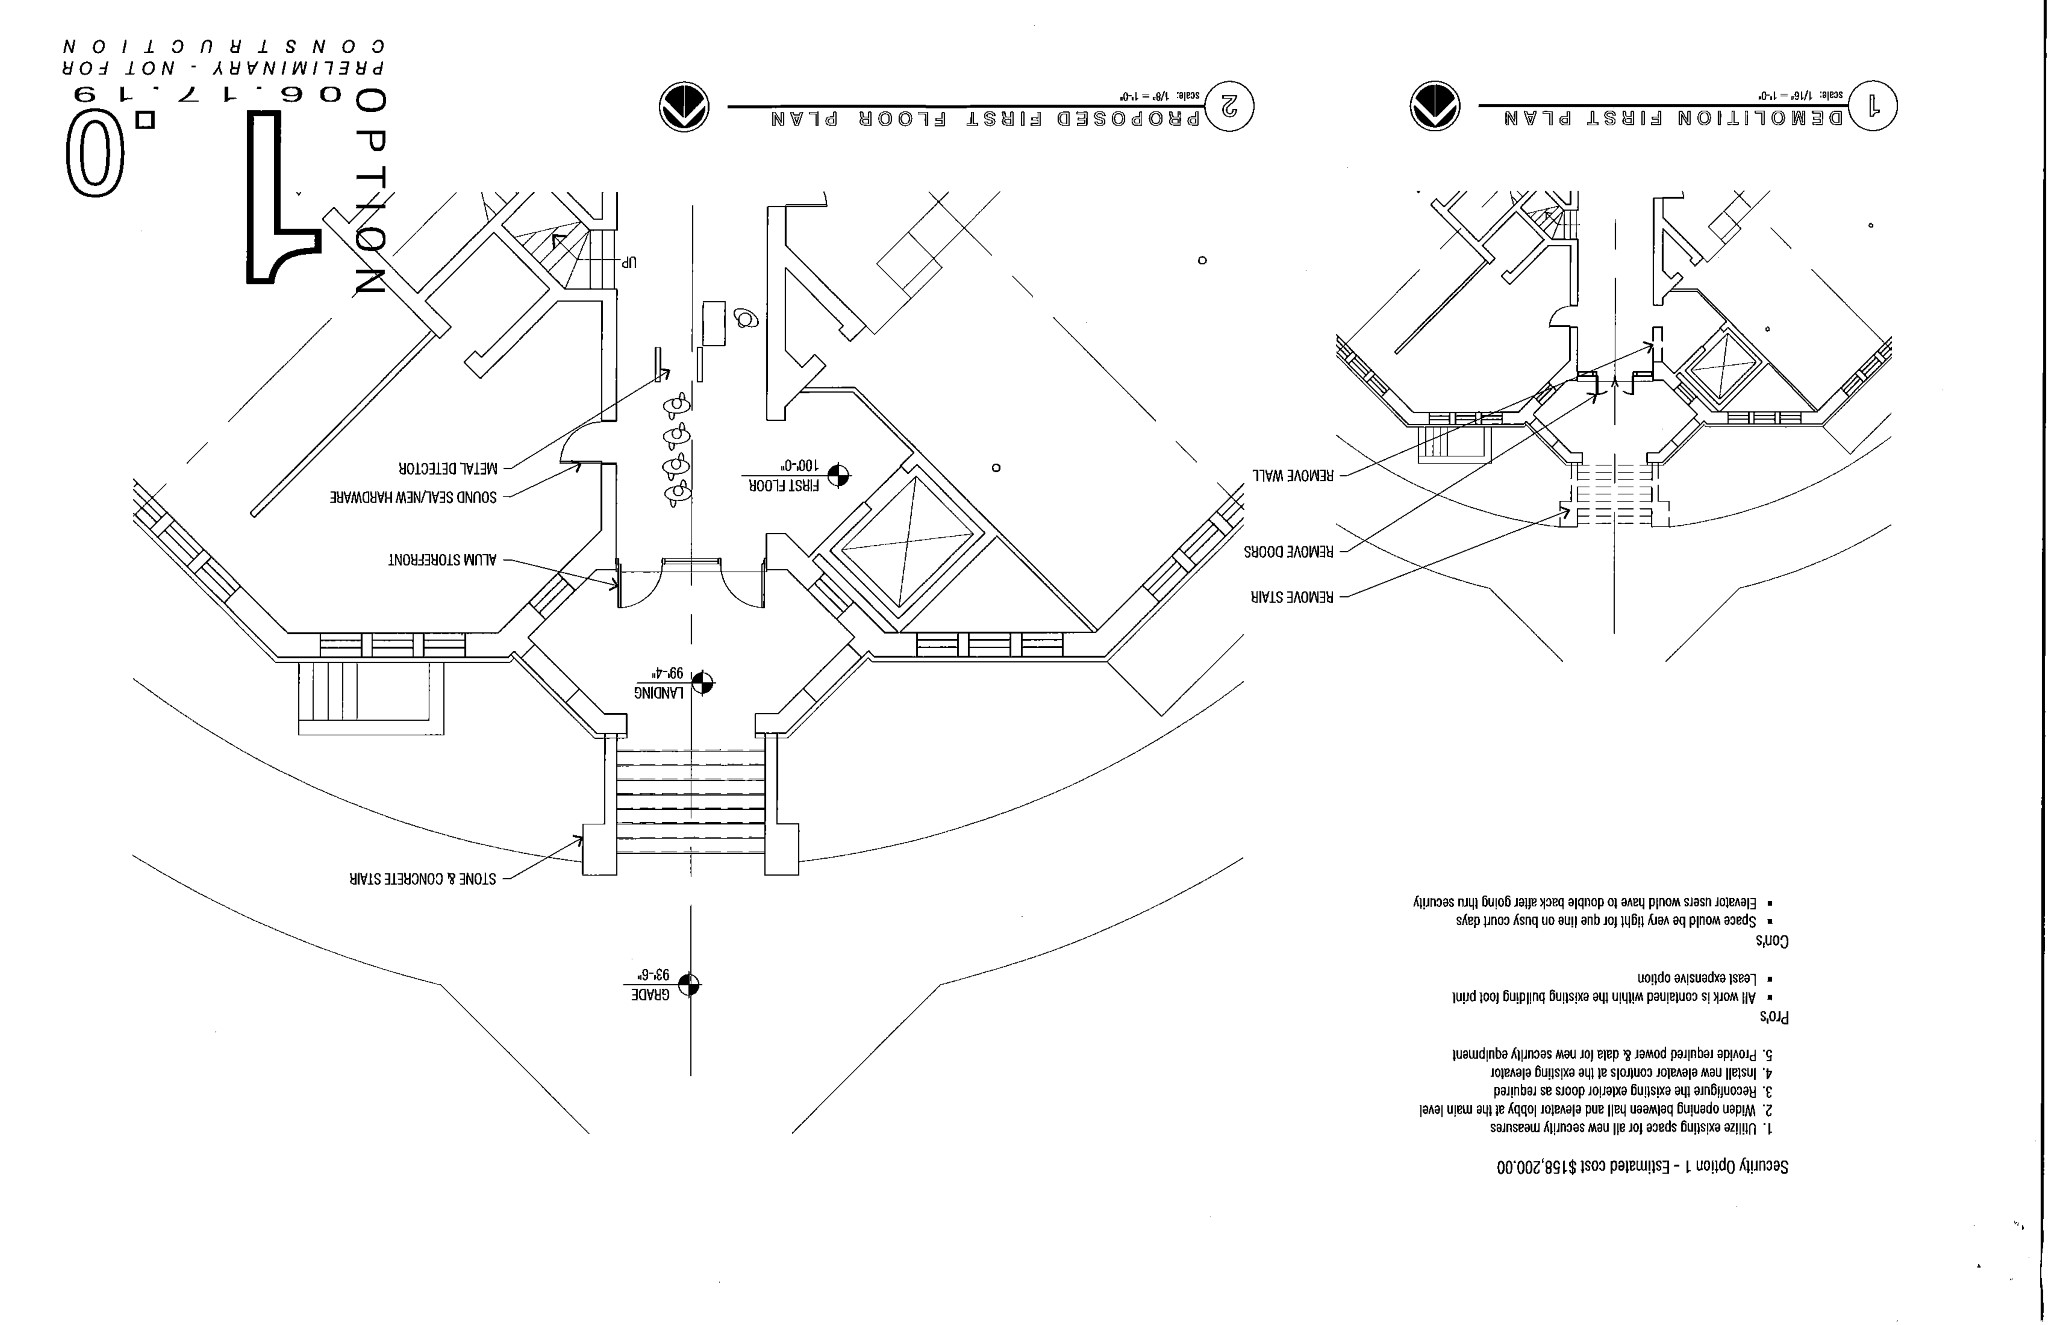 Security Option 1 - Estimated cost $158,200.00
1. Utilize existing space for all new security measures
2. Widen opening between hall and elevator lobby at the main level
3. Reconfigure the existing exterior doors as required
4. Install new elevator controls at the existing elevator
5. Provide required power & data for new security equipment
Pro's
▪ All work is contained within the existing building foot print
▪ Least expensive option
Con's
▪ Space would be very tight for que line on busy court days
▪ Elevator users would have to double back after going thru security
REMOVE STAIR
REMOVE DOORS
REMOVE WALL
1
DEMOLITION FIRST PLAN
scale: 1/16" = 1'-0"
GRADE
93'-6"
STONE & CONCRETE STAIR
LANDING
99'-4"
ALUM STOREFRONT
SOUND SEAL/NEW HARDWARE
METAL DETECTOR
FIRST FLOOR
100'-0"
UP
2
PROPOSED FIRST FLOOR PLAN
scale: 1/8" = 1'-0"
OPTION
1.0
06.17.19
PRELIMINARY - NOT FOR
CONSTRUCTION